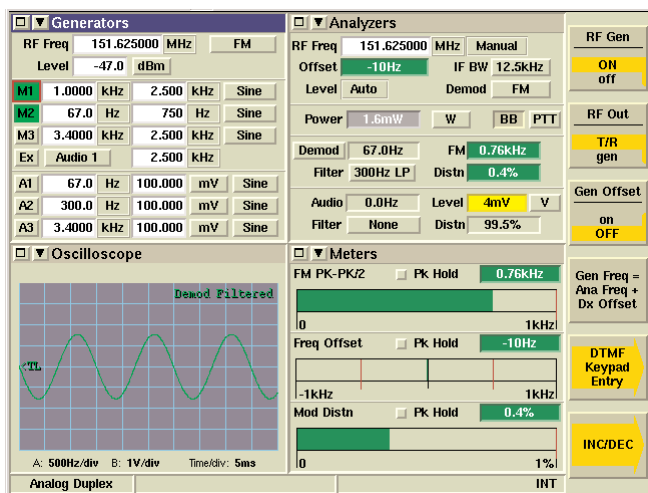 Generators
RF Freq 151.625000 MHz FM
Level -47.0 dBm
M1 1.0000 kHz 2.500 kHz Sine
M2 67.0 Hz 750 Hz Sine
M3 3.4000 kHz 2.500 kHz Sine
Ex Audio 1 2.500 kHz
A1 67.0 Hz 100.000 mV Sine
A2 300.0 Hz 100.000 mV Sine
A3 3.4000 kHz 100.000 mV Sine
Analyzers
RF Freq 151.625000 MHz Manual
Offset -10Hz IF BW 12.5kHz
Level Auto Demod FM
Power 1.6mW W BB PTT
Demod 67.0Hz FM 0.76kHz
Filter 300Hz LP Distn 0.4%
Audio 0.0Hz Level 4mV V
Filter None Distn 99.5%
Oscilloscope
Demod Filtered
<TL
A: 500Hz/div B: 1V/div Time/div: 5ms
Meters
FM PK-PK/2 Pk Hold 0.76kHz
0 1kHz
Freq Offset Pk Hold -10Hz
-1kHz 1kHz
Mod Distn Pk Hold 0.4%
0 1%
RF Gen
ON
off
RF Out
T/R
gen
Gen Offset
on
OFF
Gen Freq =
Ana Freq +
Dx Offset
DTMF
Keypad
Entry
INC/DEC
Analog Duplex INT